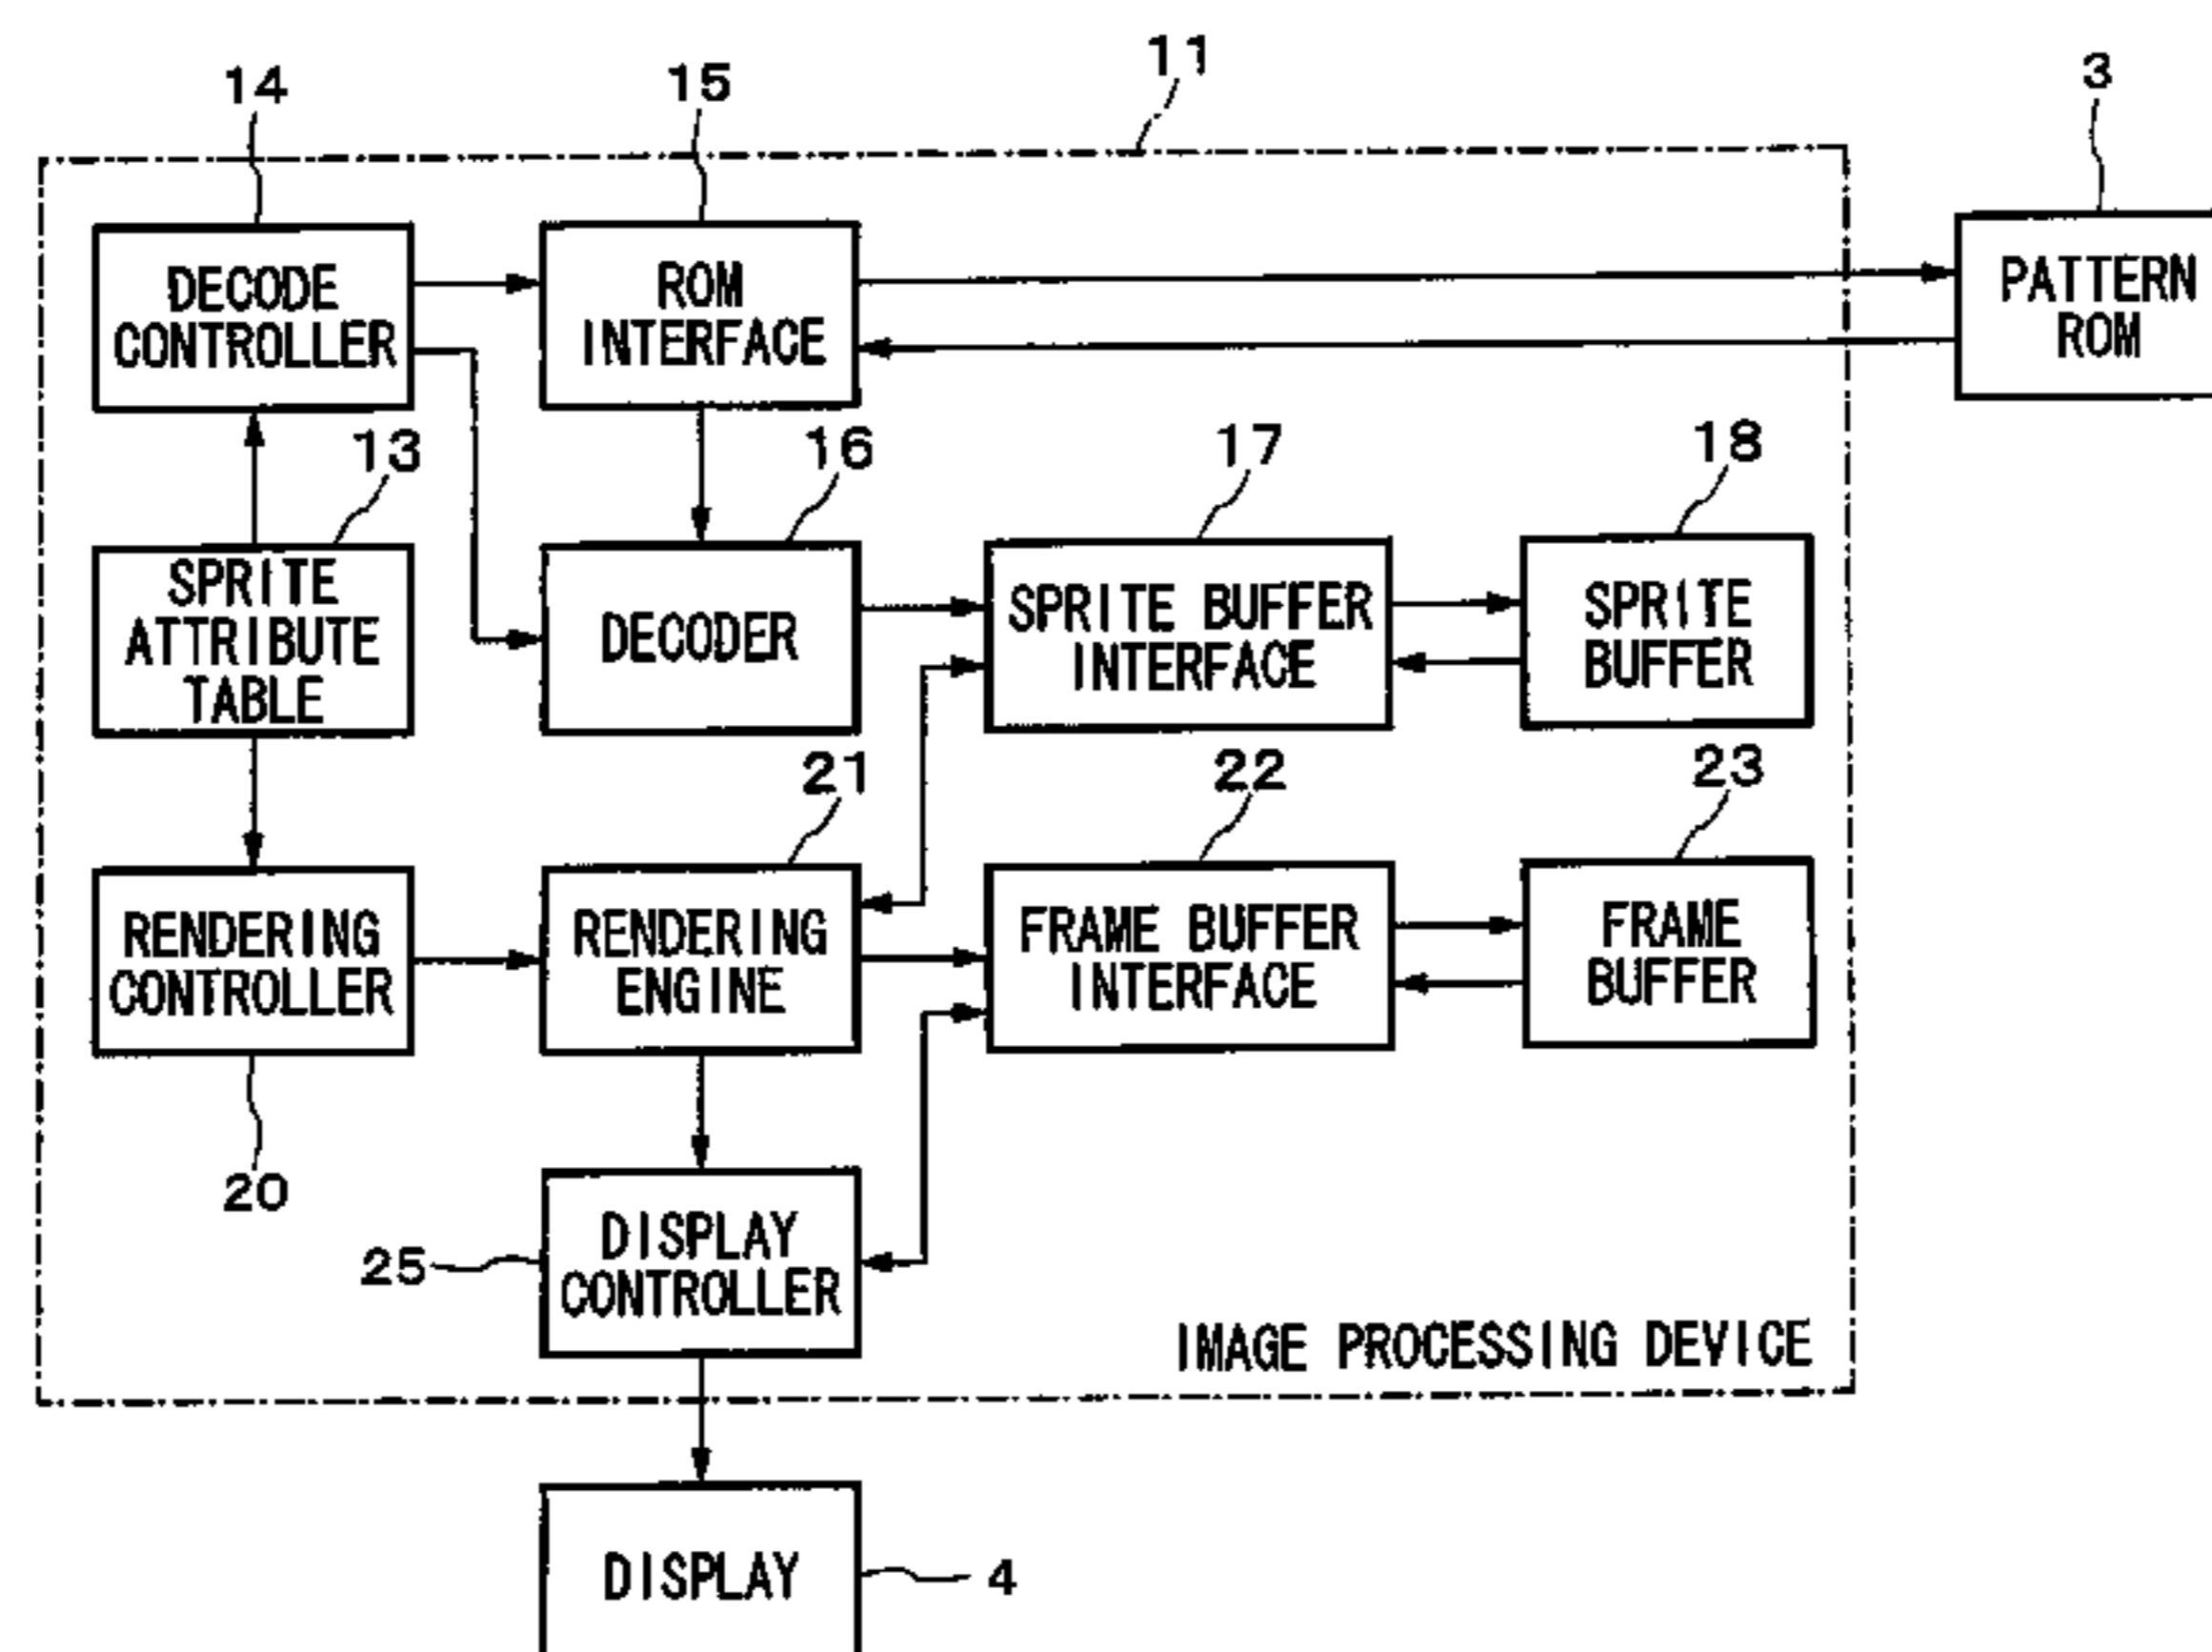 11
3
14
15
DECODE
CONTROLLER
ROM
INTERFACE
PATTERN
ROM
13
16
17
18
SPRITE
ATTRIBUTE
TABLE
DECODER
SPRITE BUFFER
INTERFACE
SPRITE
BUFFER
21
22
23
RENDERING
CONTROLLER
RENDERING
ENGINE
FRAME BUFFER
INTERFACE
FRAME
BUFFER
20
25
DISPLAY
CONTROLLER
IMAGE PROCESSING DEVICE
DISPLAY
4